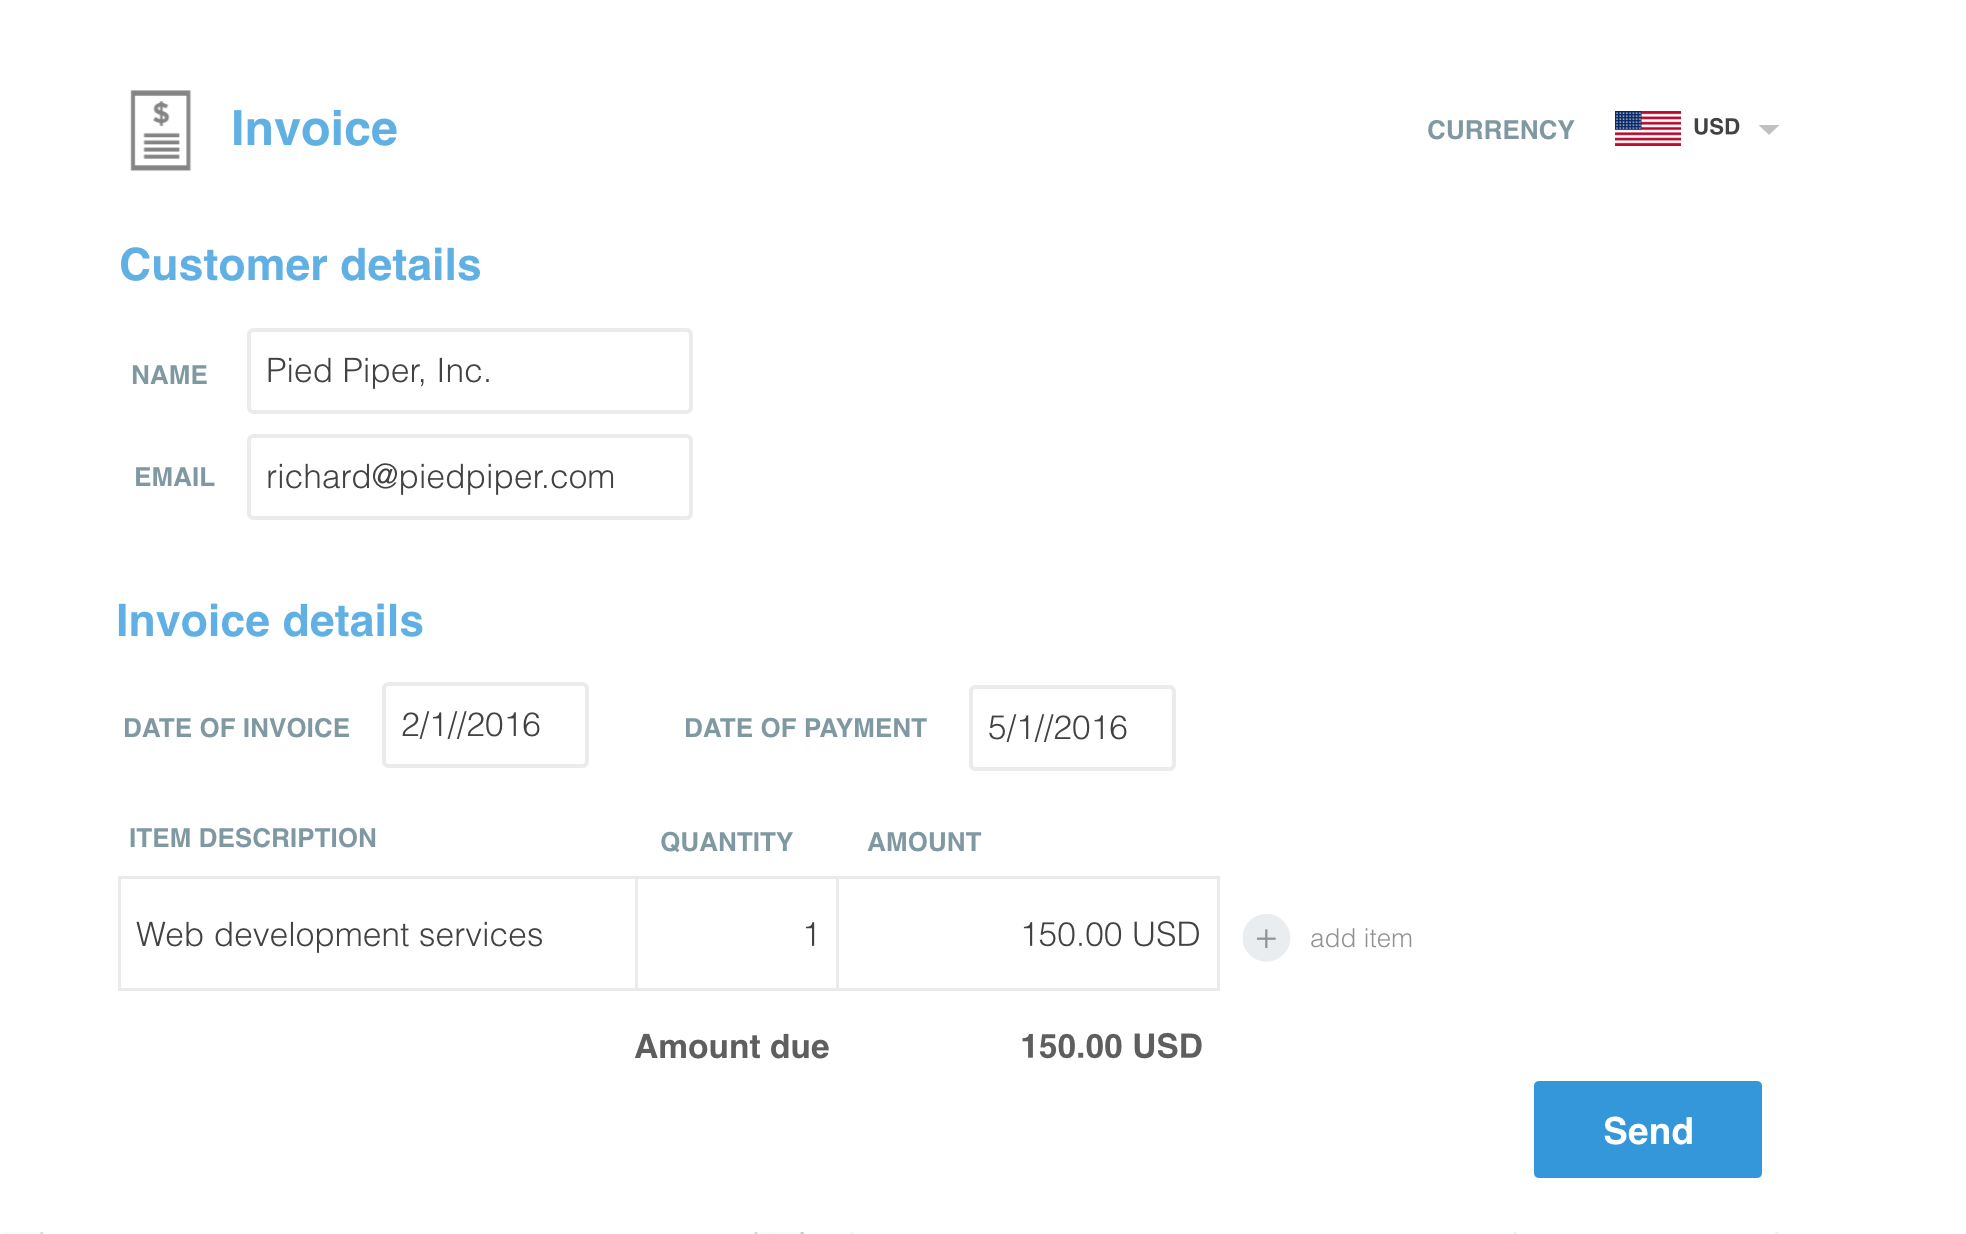 $
Invoice
CURRENCY USD
Customer details
NAME Pied Piper, Inc.
EMAIL richard@piedpiper.com
Invoice details
DATE OF INVOICE 2/1//2016 DATE OF PAYMENT 5/1//2016
ITEM DESCRIPTION QUANTITY AMOUNT
Web development services 1 150.00 USD + add item
Amount due 150.00 USD
Send